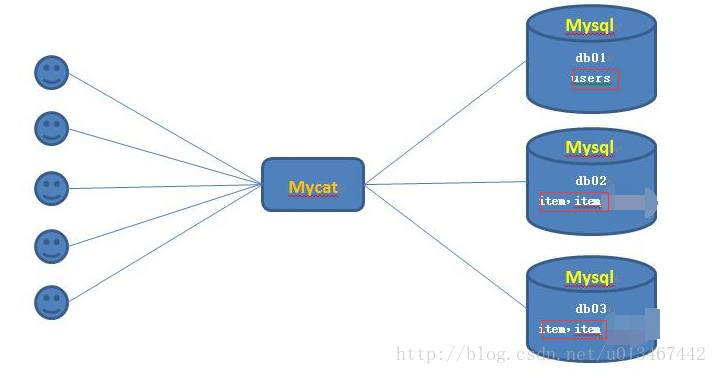 Mysql
db01
users
Mycat
Mysql
db02
item,item
Mysql
db03
item,item
http://blog.csdn.net/u013467442